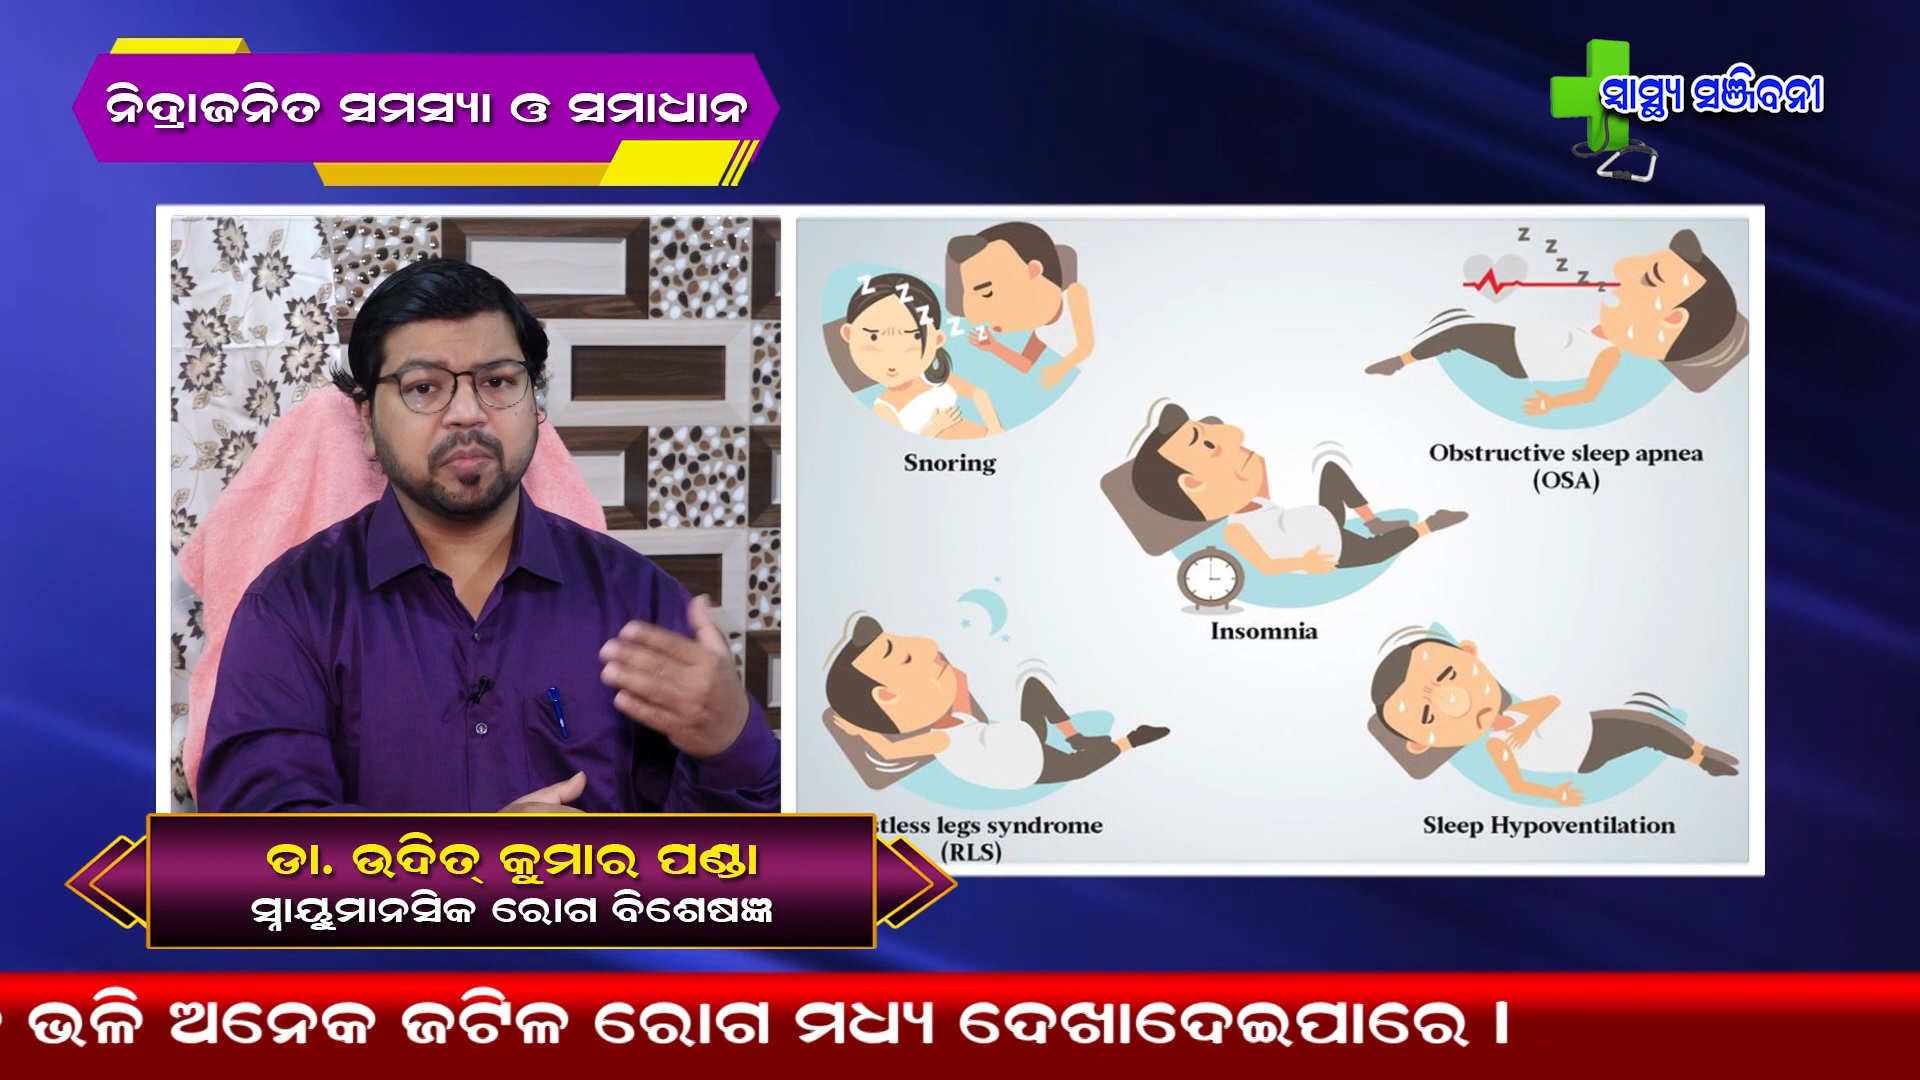 ନିଦ୍ରାଜନିତ ସମସ୍ୟା ଓ ସମାଧାନ
ସ୍ୱାସ୍ଥ୍ୟ ସଞ୍ଜିବନୀ
Snoring
Obstructive sleep apnea
(OSA)
Insomnia
legs syndrome
(RLS)
Sleep Hypoventilation
ଡା. ଉଦିତ୍ କୁମାର ପଣ୍ଡା
ସ୍ନାୟୁମାନସିକ ରୋଗ ବିଶେଷଜ୍ଞ
ଭଳି ଅନେକ ଜଟିଳ ରୋଗ ମଧ୍ୟ ଦେଖାଦେଇପାରେ ।